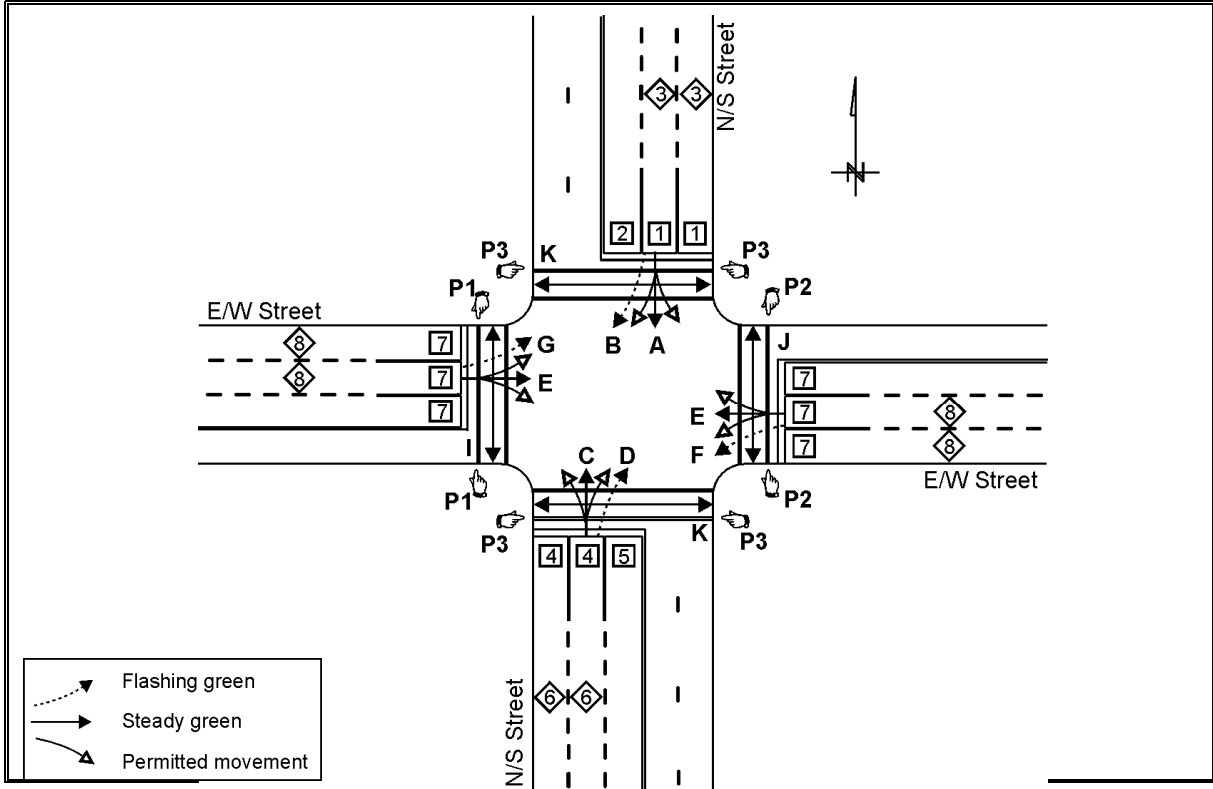 N/S Street
3 3
N
2 1 1
P3 K P3
P1 P2
E/W Street
B A
8 7 G J
8 7 E 7
7 E 7 8
I F 7 8
C D
E/W Street
P1 P2
P3 K P3
4 4 5
6 6
N/S Street
Flashing green
Steady green
Permitted movement